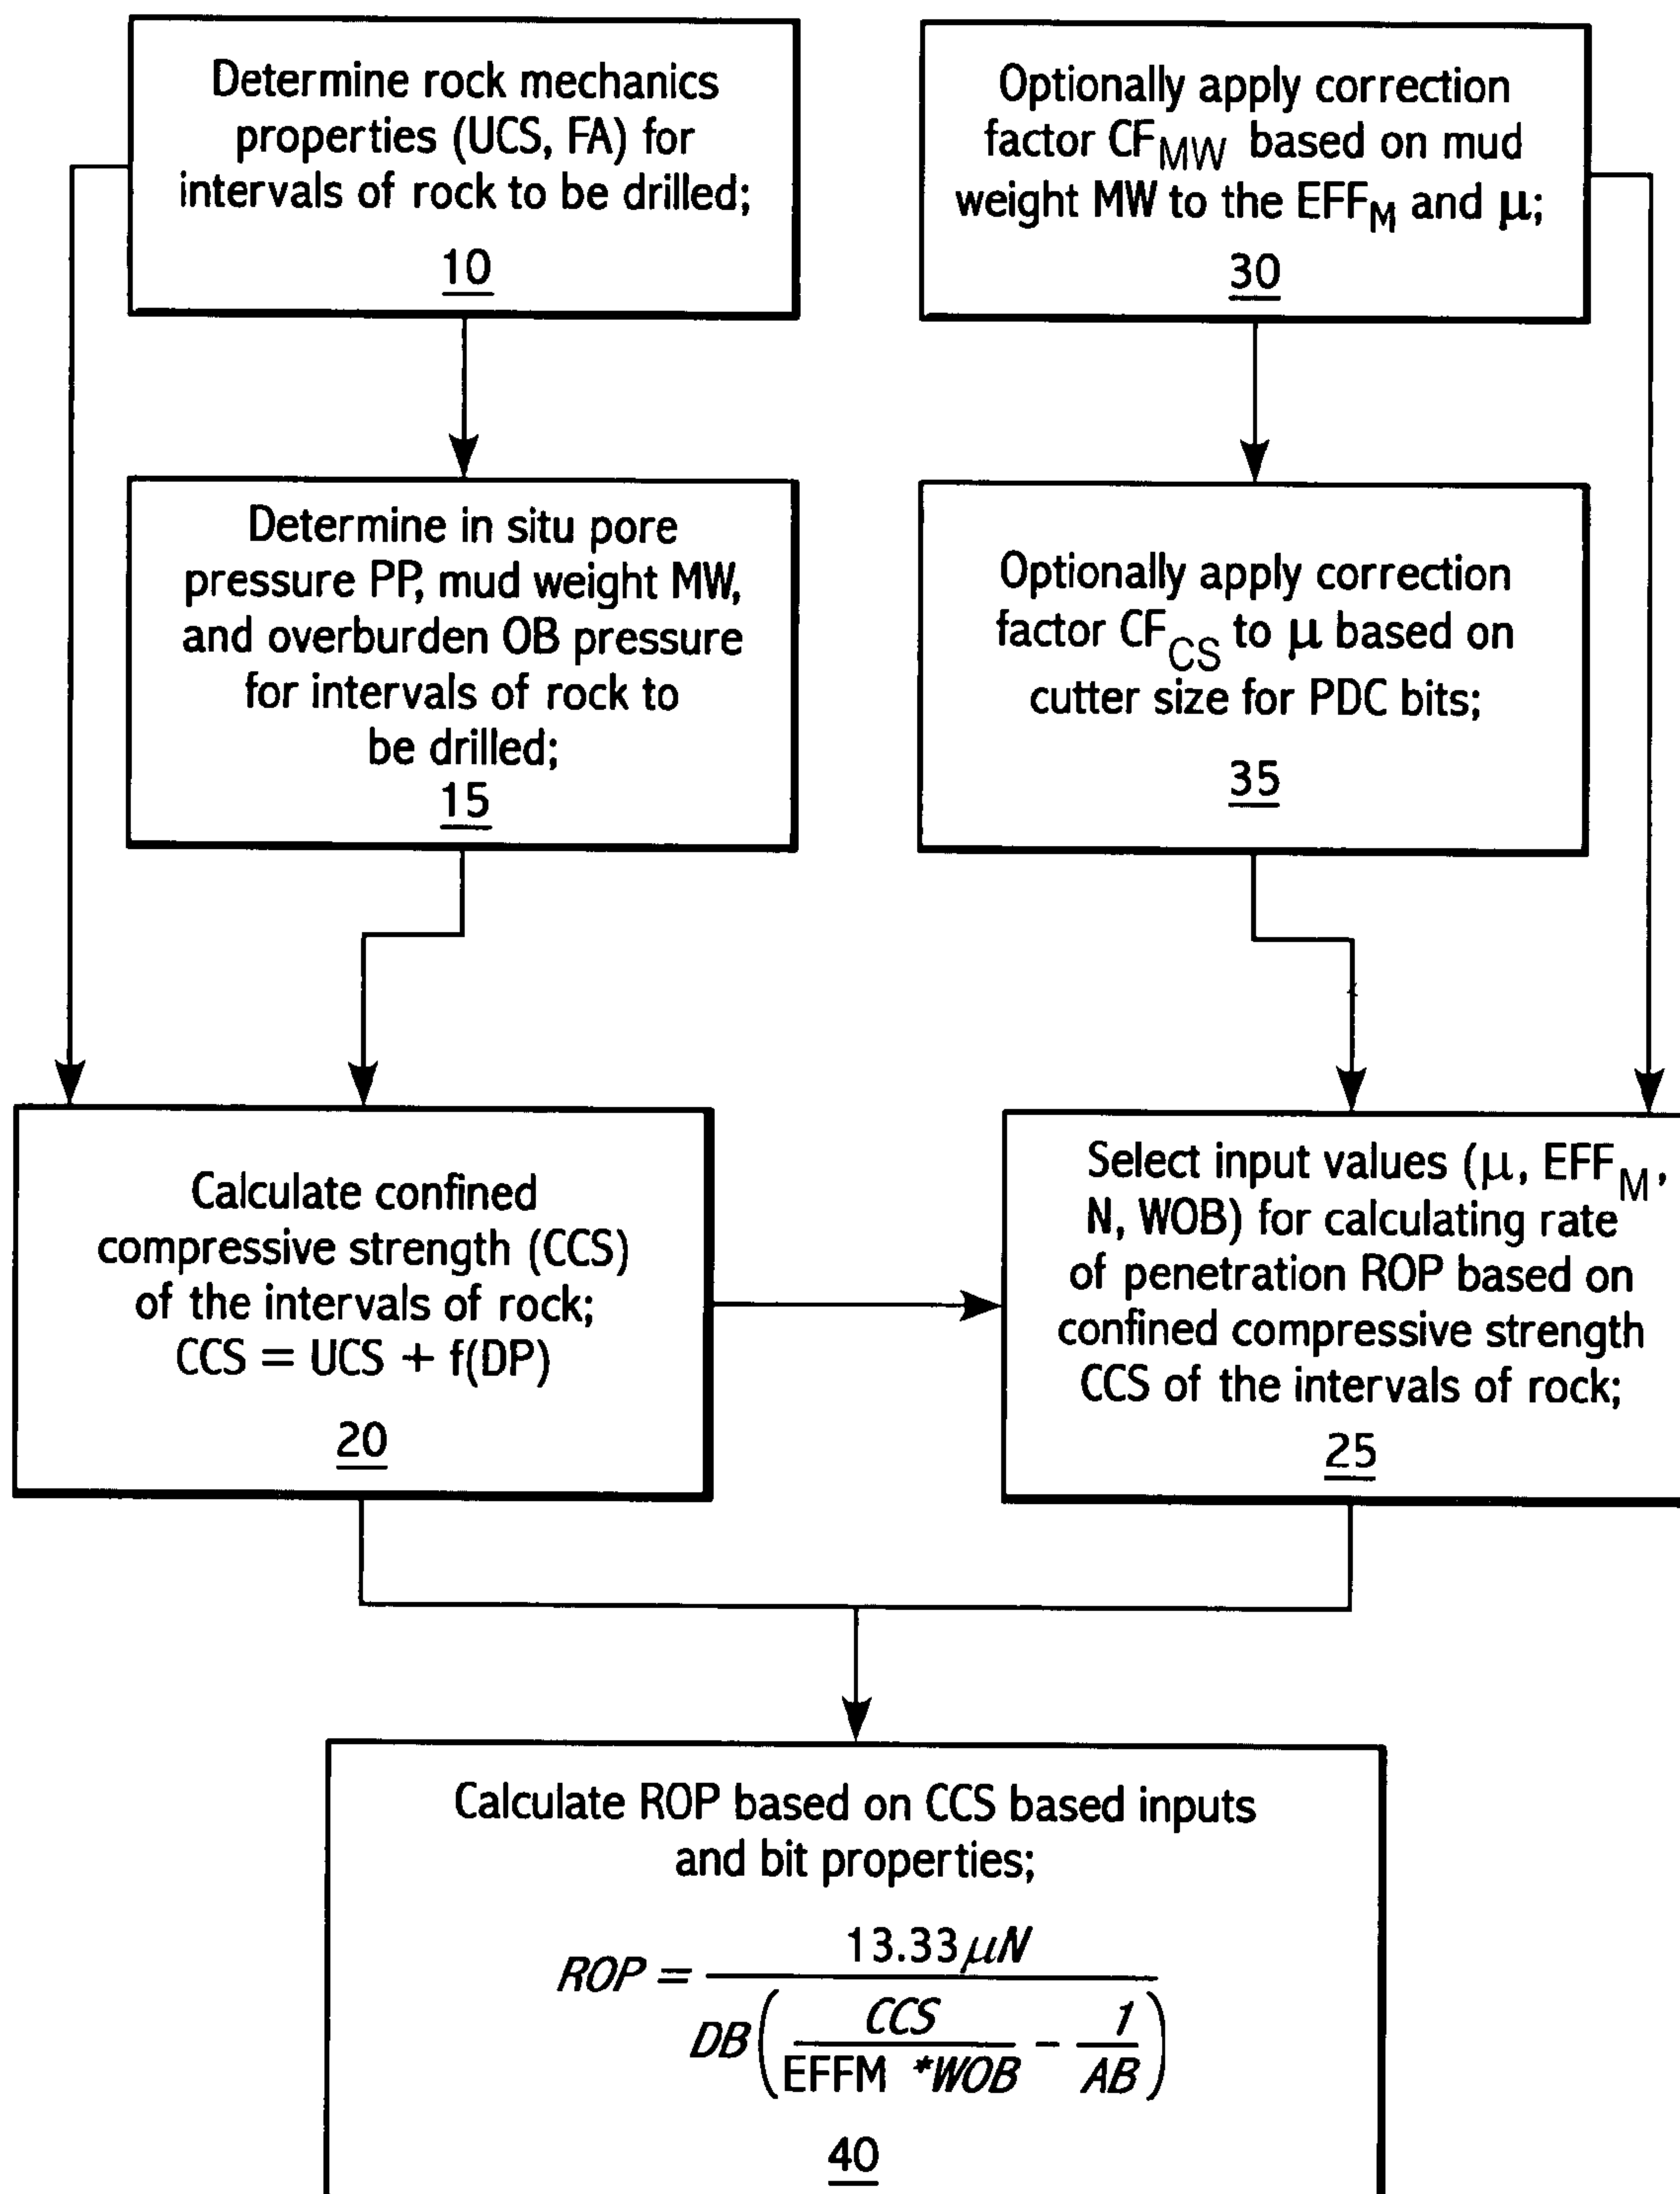 Determine rock mechanics
properties (UCS, FA) for
intervals of rock to be drilled;
10
Optionally apply correction
factor CF_MW based on mud
weight MW to the EFF_M and μ;
30
Determine in situ pore
pressure PP, mud weight MW,
and overburden OB pressure
for intervals of rock to
be drilled;
15
Optionally apply correction
factor CF_CS to μ based on
cutter size for PDC bits;
35
Calculate confined
compressive strength (CCS)
of the intervals of rock;
CCS = UCS + f(DP)
20
Select input values (μ, EFF_M,
N, WOB) for calculating rate
of penetration ROP based on
confined compressive strength
CCS of the intervals of rock;
25
Calculate ROP based on CCS based inputs
and bit properties;
ROP = 13.33μN / DB(CCS / EFFM *WOB - 1 / AB)
40